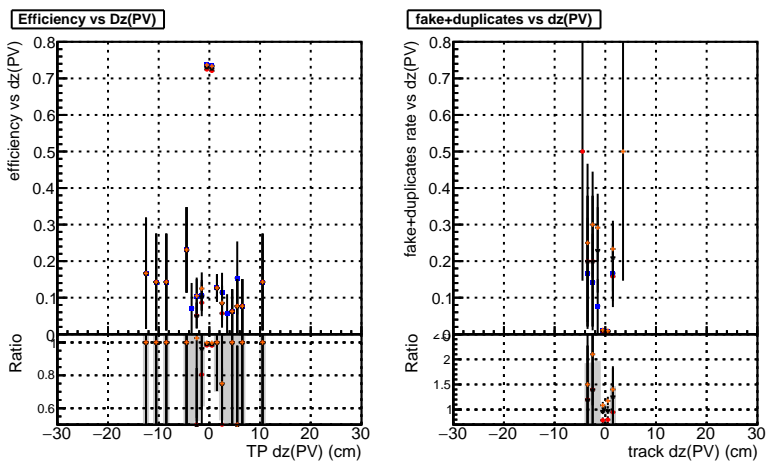 Efficiency vs Dz(PV)
efficiency vs dz(PV)
0.8
0.7
0.6
0.5
0.4
0.3
0.2
0.1
0
Ratio
1
0.8
0.6
−30 −20 −10 0 10 20 30
TP dz(PV) (cm)
fake+duplicates vs dz(PV)
fake+duplicates rate vs dz(PV)
0.8
0.7
0.6
0.5
0.4
0.3
0.2
0.1
Ratio
2
1.5
1
−30 −20 −10 0 10 20 30
track dz(PV) (cm)